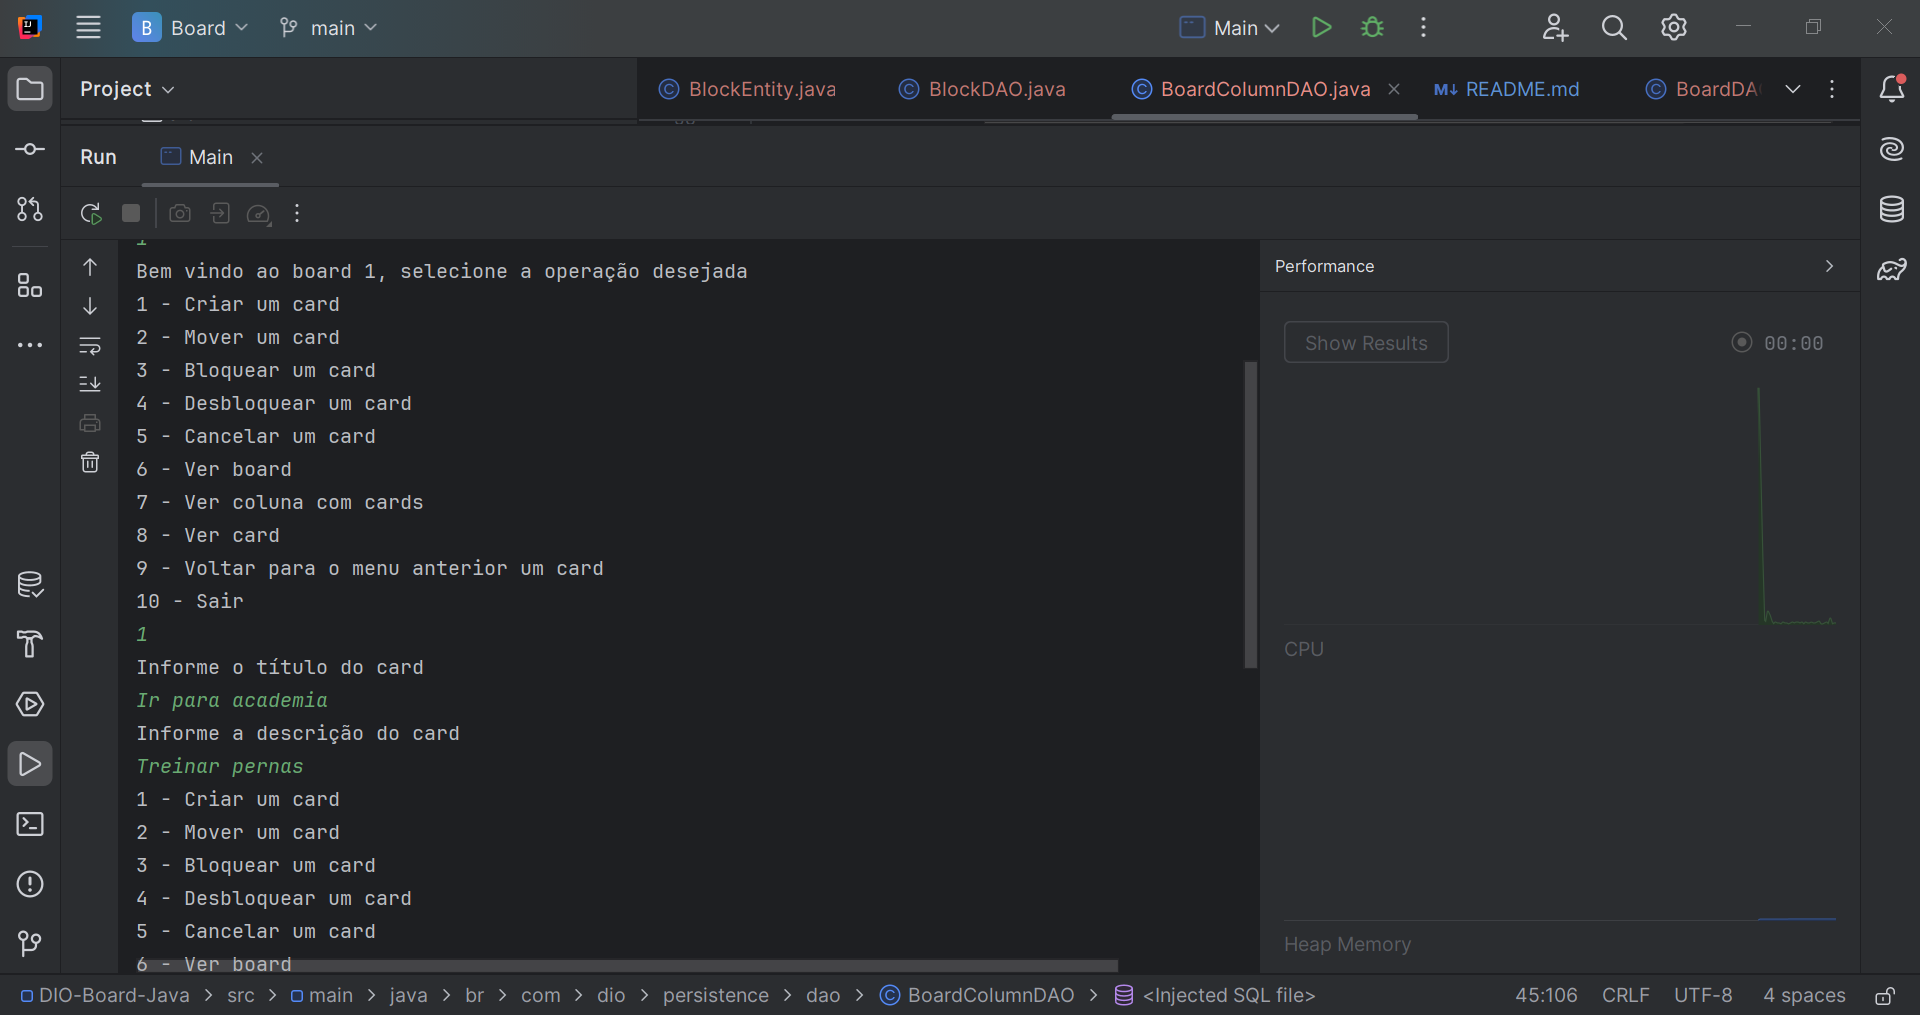 B Board main Main
Project
BlockEntity.java BlockDAO.java BoardColumnDAO.java M↓ README.md BoardDA
Run Main
1
Bem vindo ao board 1, selecione a operação desejada
1 - Criar um card
2 - Mover um card
3 - Bloquear um card
4 - Desbloquear um card
5 - Cancelar um card
6 - Ver board
7 - Ver coluna com cards
8 - Ver card
9 - Voltar para o menu anterior um card
10 - Sair
1
Informe o título do card
Ir para academia
Informe a descrição do card
Treinar pernas
1 - Criar um card
2 - Mover um card
3 - Bloquear um card
4 - Desbloquear um card
5 - Cancelar um card
6 - Ver board
Performance
Show Results 00:00
CPU
Heap Memory
DIO-Board-Java > src > main > java > br > com > dio > persistence > dao > BoardColumnDAO > <Injected SQL file> 45:106 CRLF UTF-8 4 spaces